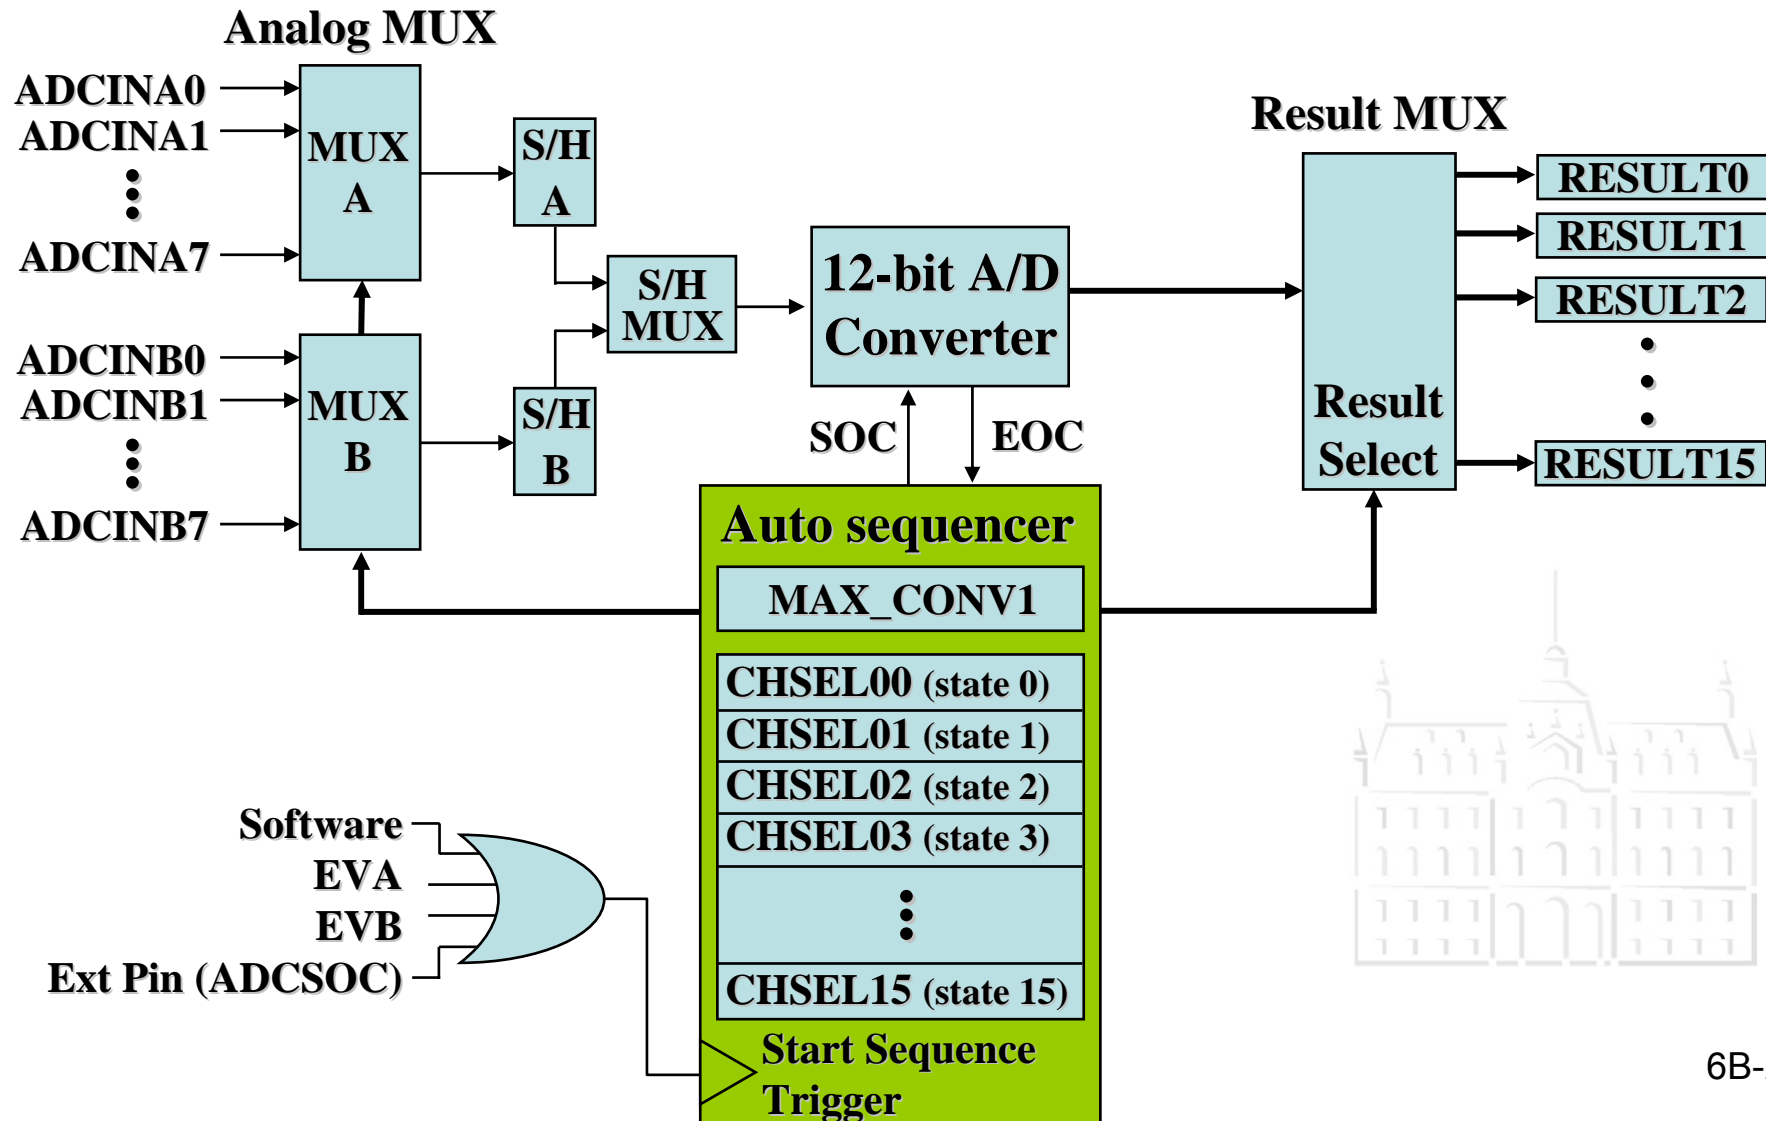 Analog MUX
ADCINA0
ADCINA1
ADCINA7
MUX
A
S/H
A
ADCINB0
ADCINB1
ADCINB7
MUX
B
S/H
B
S/H
MUX
12-bit A/D
Converter
SOC
EOC
Result MUX
Result
Select
RESULT0
RESULT1
RESULT2
RESULT15
Auto sequencer
MAX_CONV1
CHSEL00 (state 0)
CHSEL01 (state 1)
CHSEL02 (state 2)
CHSEL03 (state 3)
CHSEL15 (state 15)
Start Sequence
Trigger
Software
EVA
EVB
Ext Pin (ADCSOC)
6B-